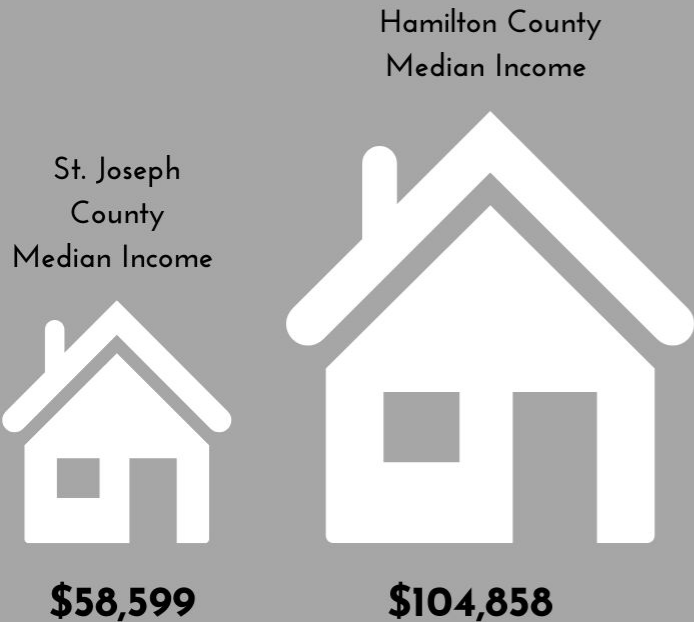 Hamilton County
Median Income
St. Joseph
County
Median Income
$58,599
$104,858